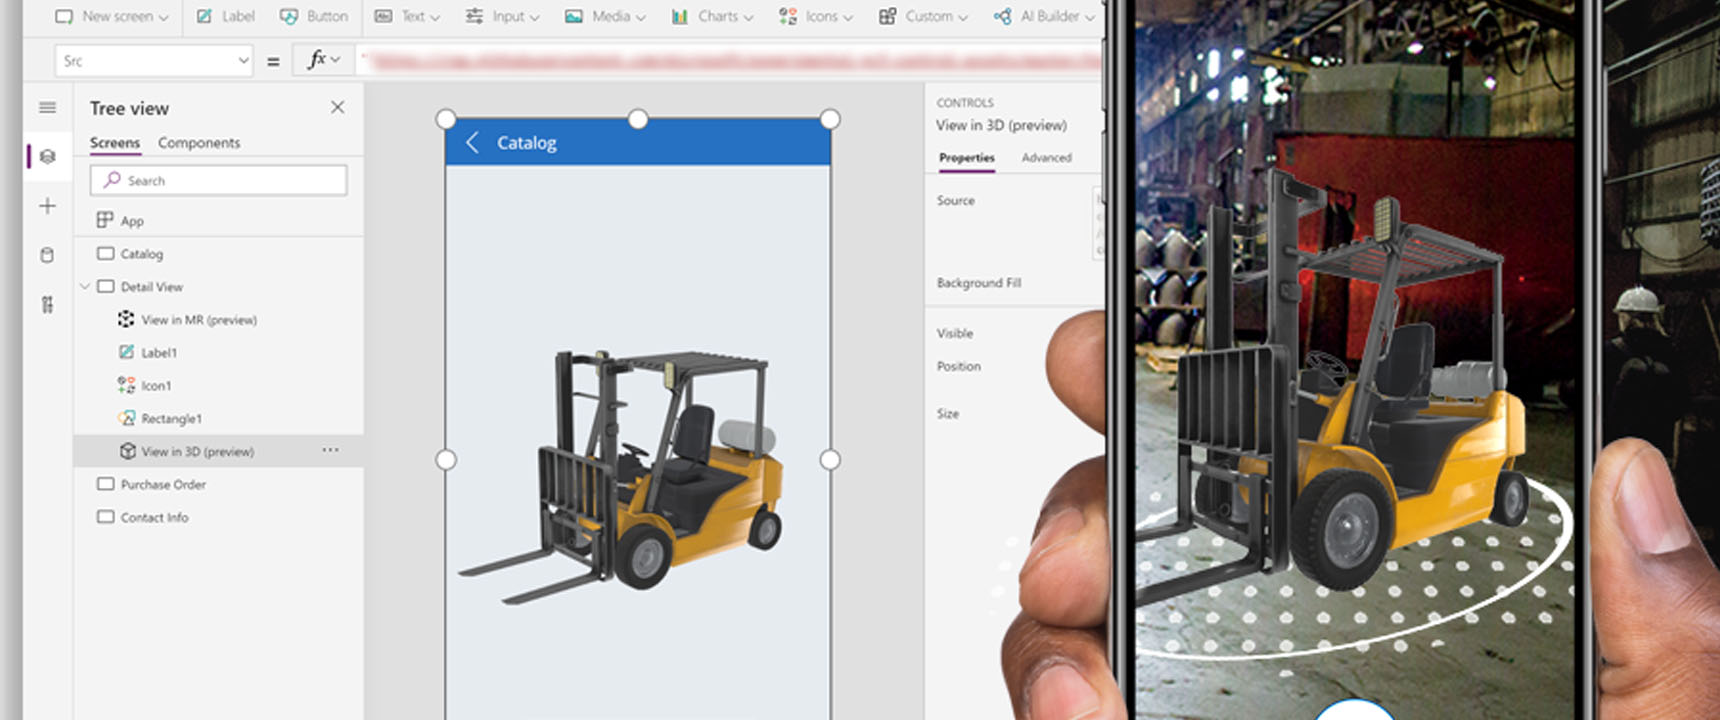 New screen
Label
Button
Text
Input
Media
Charts
Icons
Custom
AI Builder
Src
=
fx
Tree view
Screens
Components
Search
App
Catalog
Detail View
View in MR (preview)
Label1
Icon1
Rectangle1
View in 3D (preview)
Purchase Order
Contact Info
Catalog
CONTROLS
View in 3D (preview)
Properties
Advanced
Source
Background Fill
Visible
Position
Size